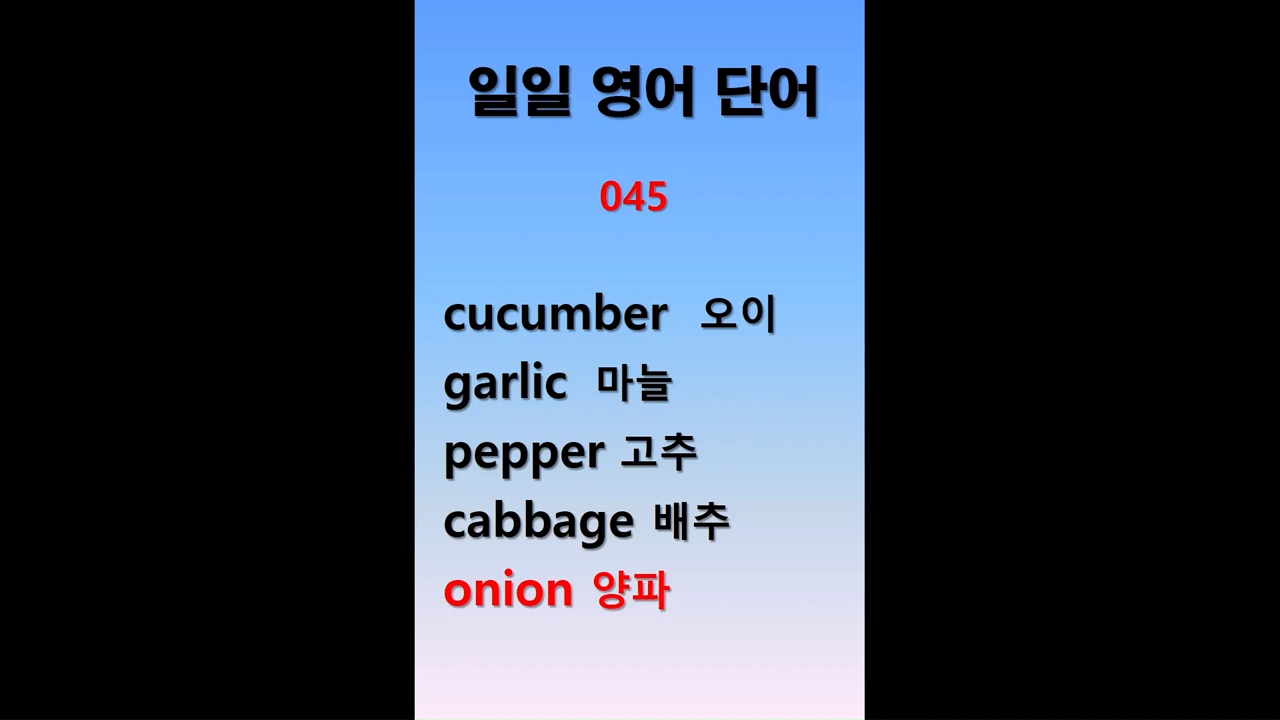 일일 영어 단어
045
cucumber 오이
garlic 마늘
pepper 고추
cabbage 배추
onion 양파